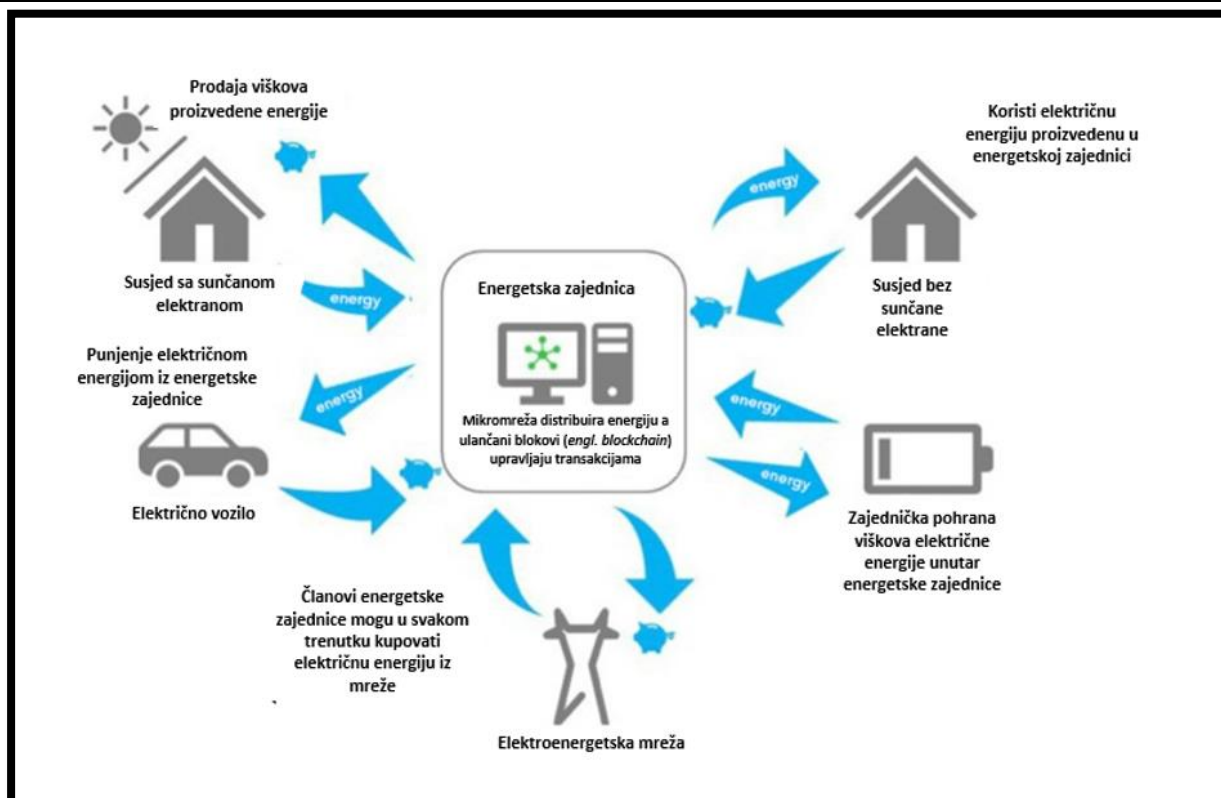 Prodaja viškova
proizvedene energije
Susjed sa sunčanom
elektranom
energy
Punjenje električnom
energijom iz energetske
zajednice
energy
Električno vozilo
Energetska zajednica
Mikromreža distribuira energiju a
ulančani blokovi (engl. blockchain)
upravljaju transakcijama
Koristi električnu
energiju proizvedenu u
energetskoj zajednici
energy
Susjed bez
sunčane
elektrane
energy
energy
Zajednička pohrana
viškova električne
energije unutar
energetske zajednice
Članovi energetske
zajednice mogu u svakom
trenutku kupovati
električnu energiju iz
mreže
Elektroenergetska mreža